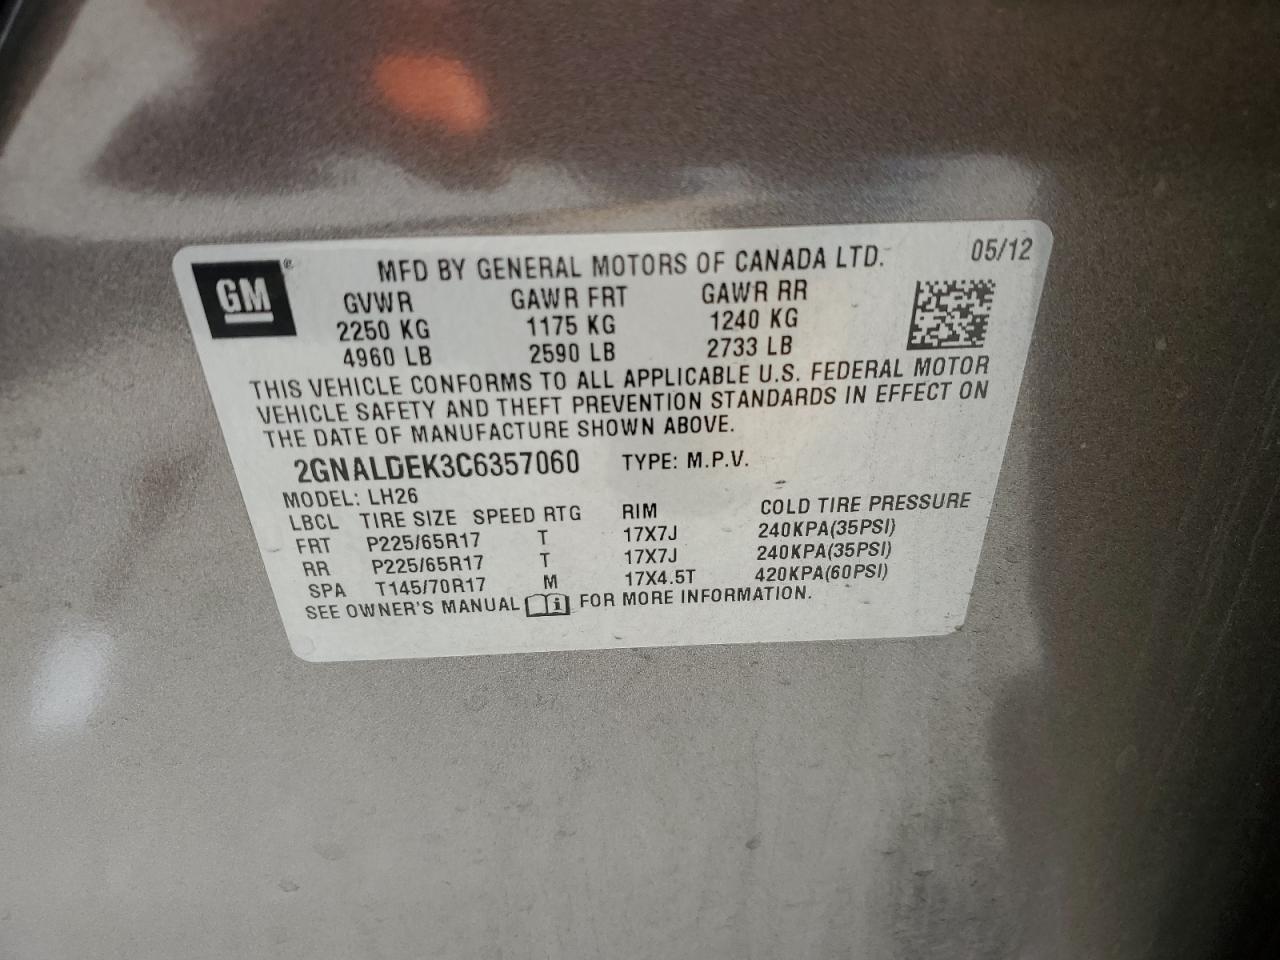 GM® MFD BY GENERAL MOTORS OF CANADA LTD. 05/12
GVWR GAWR FRT GAWR RR
2250 KG 1175 KG 1240 KG
4960 LB 2590 LB 2733 LB
THIS VEHICLE CONFORMS TO ALL APPLICABLE U.S. FEDERAL MOTOR
VEHICLE SAFETY AND THEFT PREVENTION STANDARDS IN EFFECT ON
THE DATE OF MANUFACTURE SHOWN ABOVE.
2GNALDEK3C6357060 TYPE: M.P.V.
MODEL: LH26
LBCL TIRE SIZE SPEED RTG RIM COLD TIRE PRESSURE
FRT P225/65R17 T 17X7J 240KPA(35PSI)
RR P225/65R17 T 17X7J 240KPA(35PSI)
SPA T145/70R17 M 17X4.5T 420KPA(60PSI)
SEE OWNER'S MANUAL i FOR MORE INFORMATION.